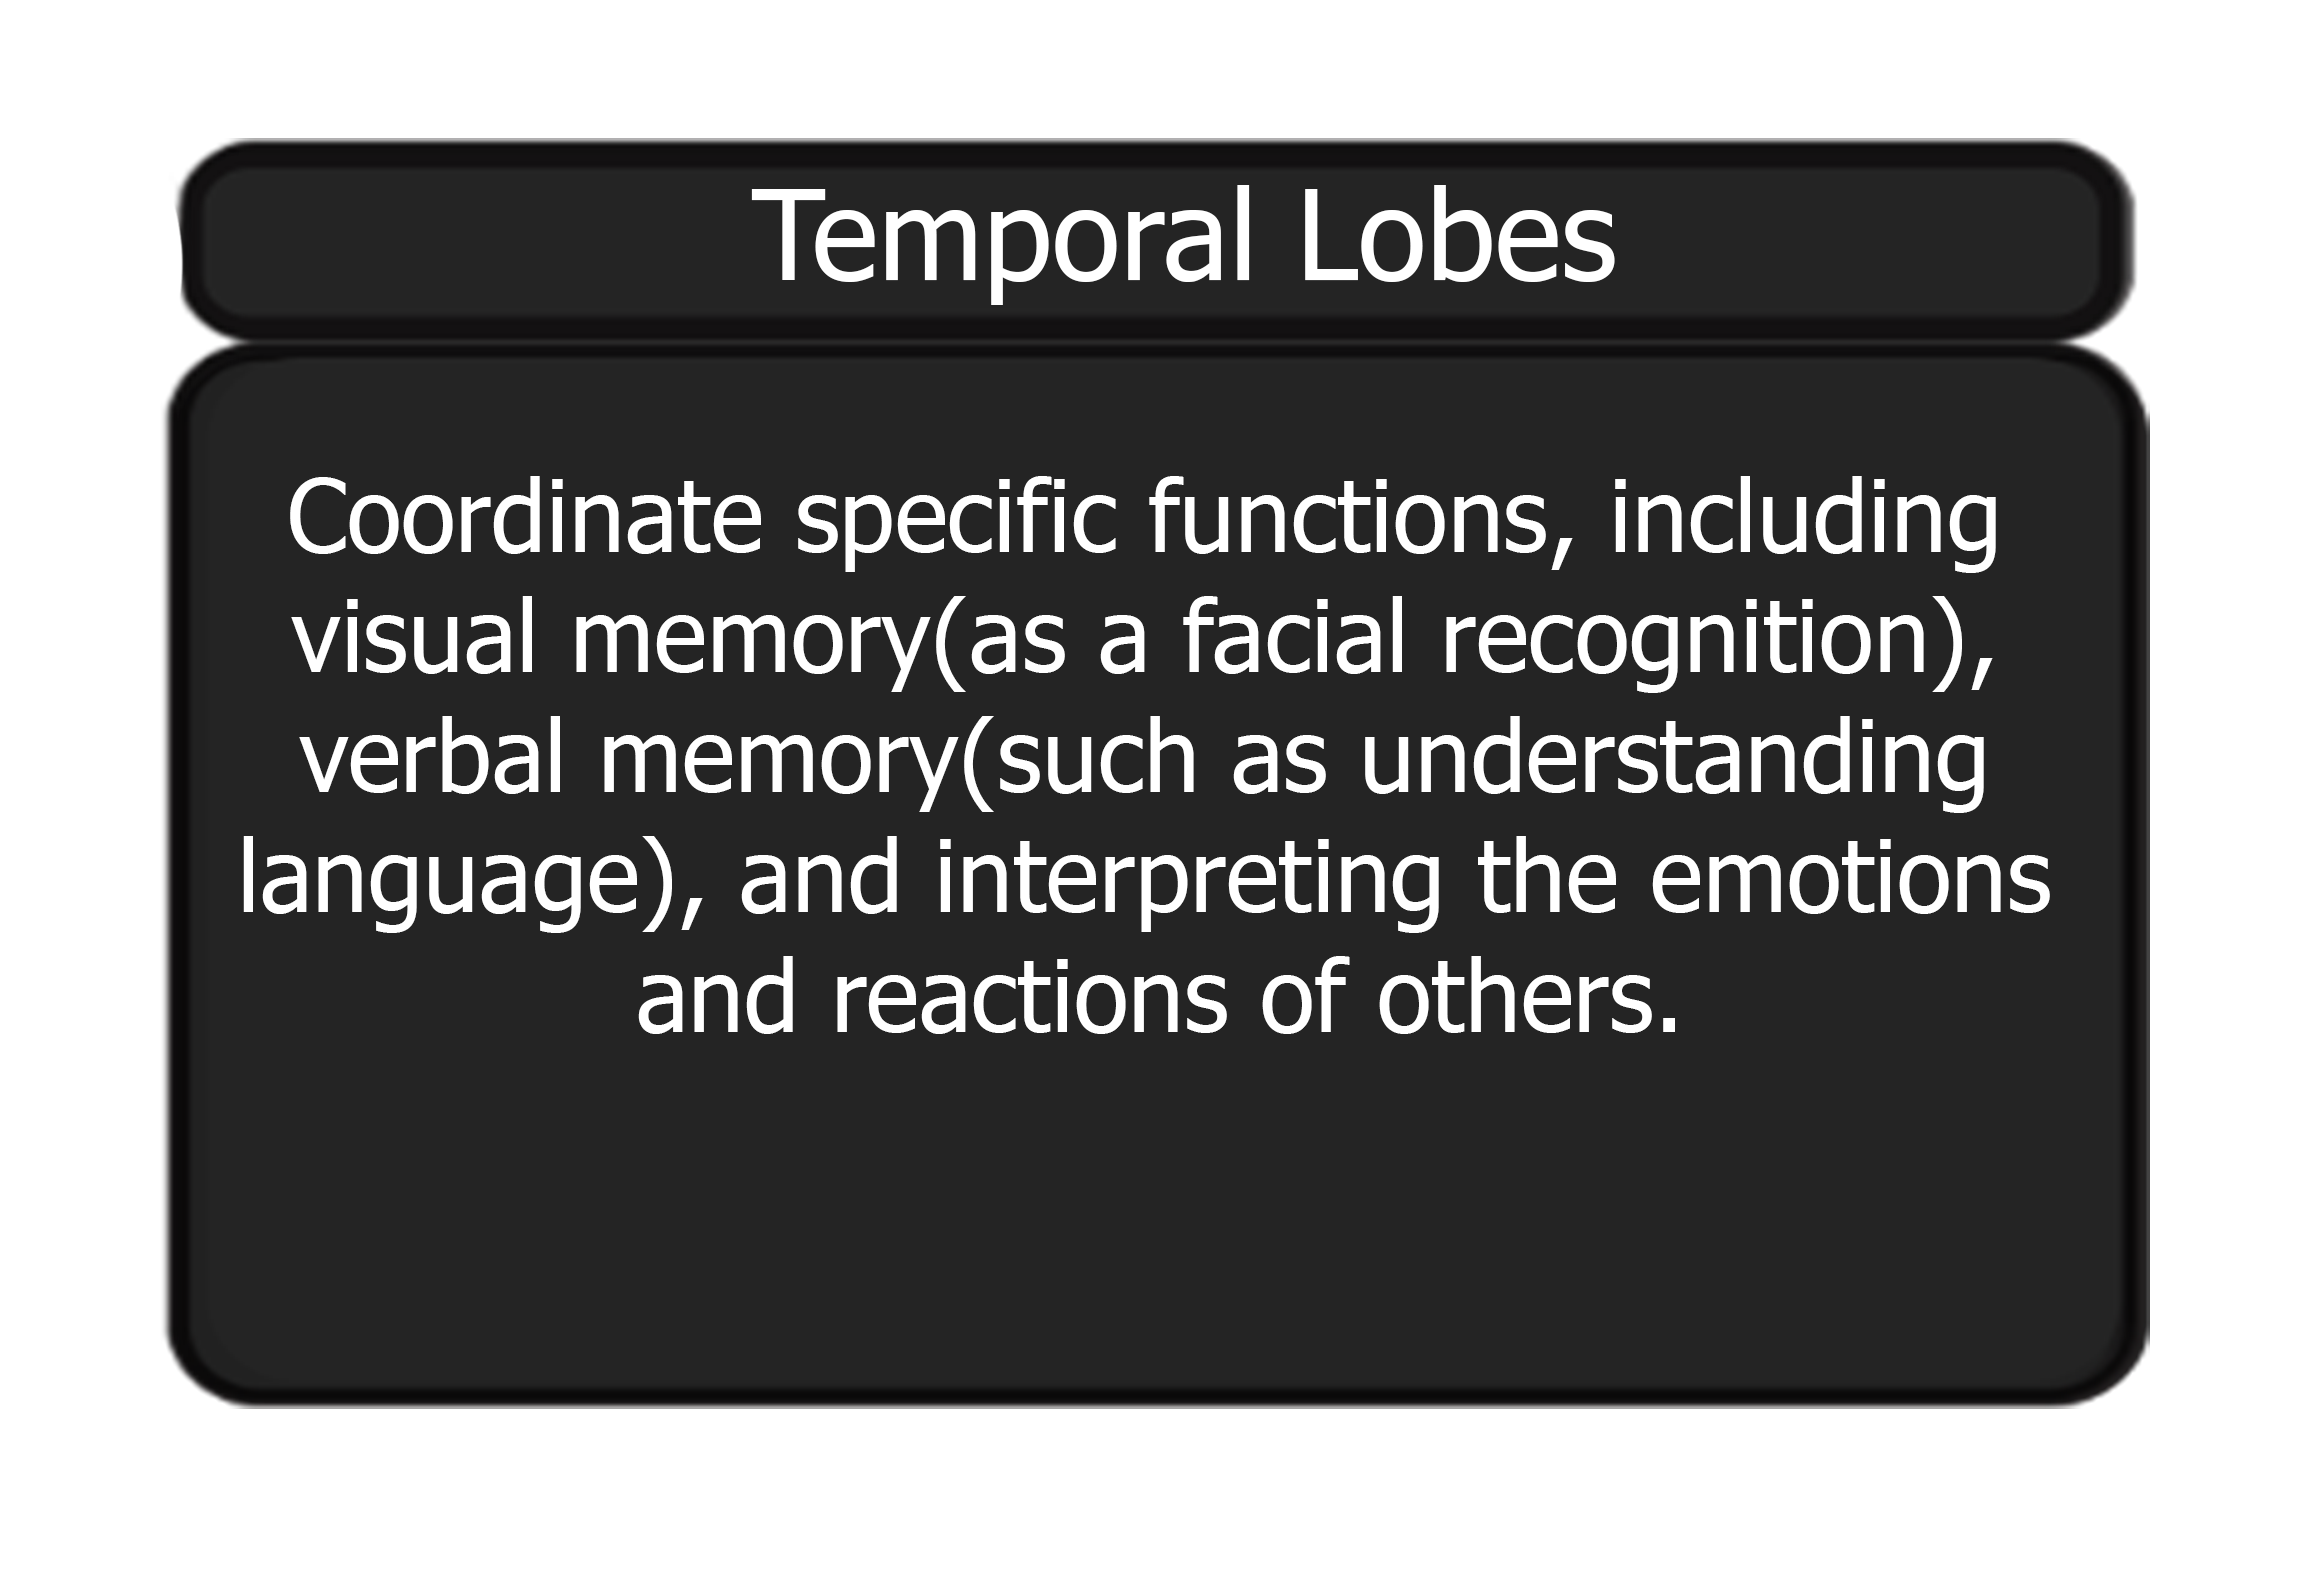 Temporal Lobes
Coordinate specific functions, including
visual memory(as a facial recognition),
verbal memory(such as understanding
language), and interpreting the emotions
and reactions of others.